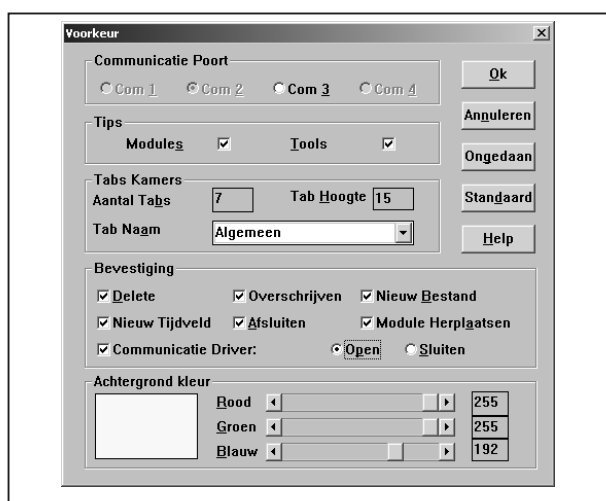 Voorkeur
Communicatie Poort
Com 1 Com 2 Com 3 Com 4
Ok
Annuleren
Ongedaan
Standaard
Help
Tips
Modules Tools
Tabs Kamers
Aantal Tabs 7 Tab Hoogte 15
Tab Naam Algemeen
Bevestiging
Delete Overschrijven Nieuw Bestand
Nieuw Tijdveld Afsluiten Module Herplaatsen
Communicatie Driver: Open Sluiten
Achtergrond kleur
Rood 255
Groen 255
Blauw 192